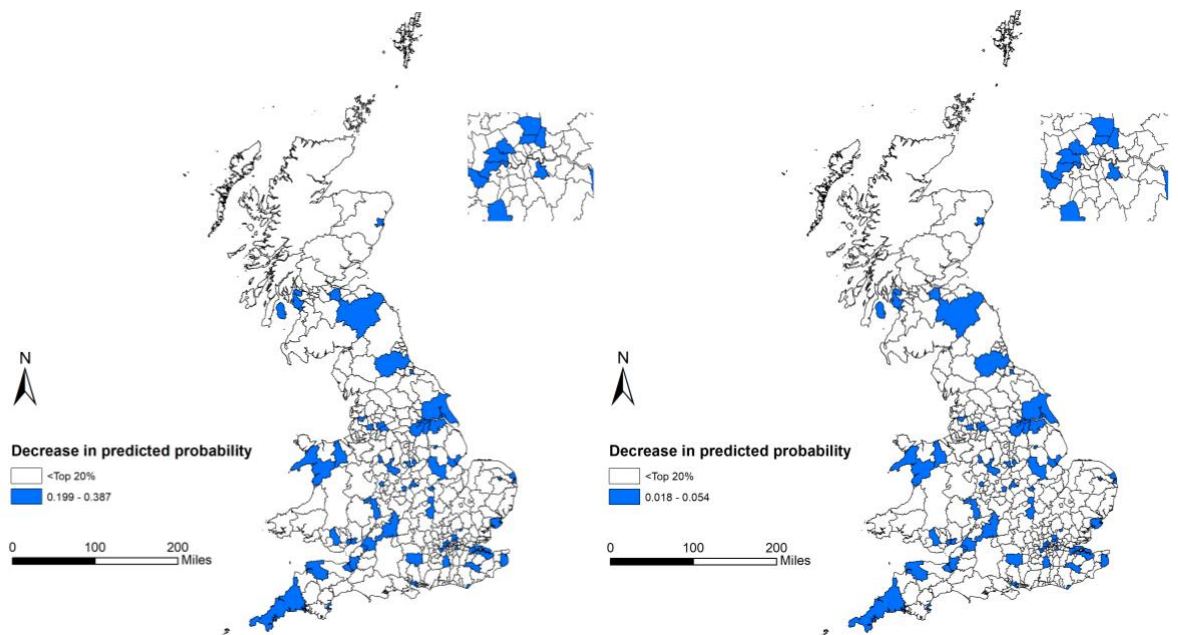 N
Decrease in predicted probability
<Top 20%
0.199 - 0.387
0 100 200
Miles
N
Decrease in predicted probability
<Top 20%
0.018 - 0.054
0 100 200
Miles